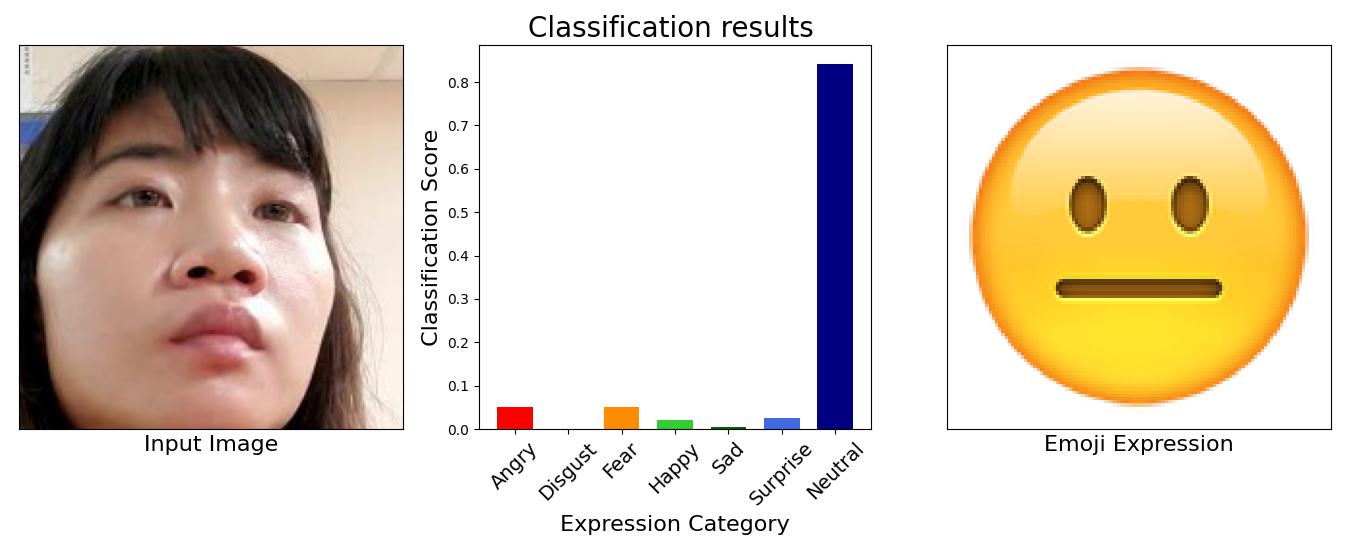 Classification results
Classification Score
0.8
0.7
0.6
0.5
0.4
0.3
0.2
0.1
0.0
Angry
Disgust
Fear
Happy
Sad
Surprise
Neutral
Input Image
Expression Category
Emoji Expression